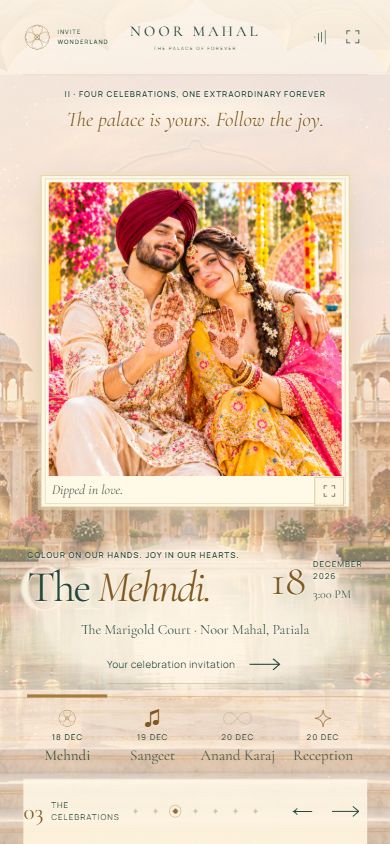 INVITE
WONDERLAND
NOOR MAHAL
THE PALACE OF FOREVER
II · FOUR CELEBRATIONS, ONE EXTRAORDINARY FOREVER
The palace is yours. Follow the joy.
Dipped in love.
COLOUR ON OUR HANDS. JOY IN OUR HEARTS.
The Mehndi.
18 DECEMBER
2026
3:00 PM
The Marigold Court · Noor Mahal, Patiala
Your celebration invitation
18 DEC 19 DEC 20 DEC 20 DEC
Mehndi Sangeet Anand Karaj Reception
03 THE
CELEBRATIONS